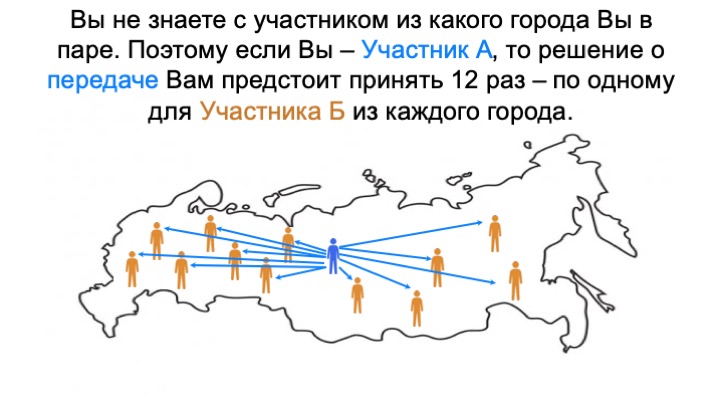 Вы не знаете с участником из какого города Вы в
паре. Поэтому если Вы – Участник А, то решение о
передаче Вам предстоит принять 12 раз – по одному
для Участника Б из каждого города.